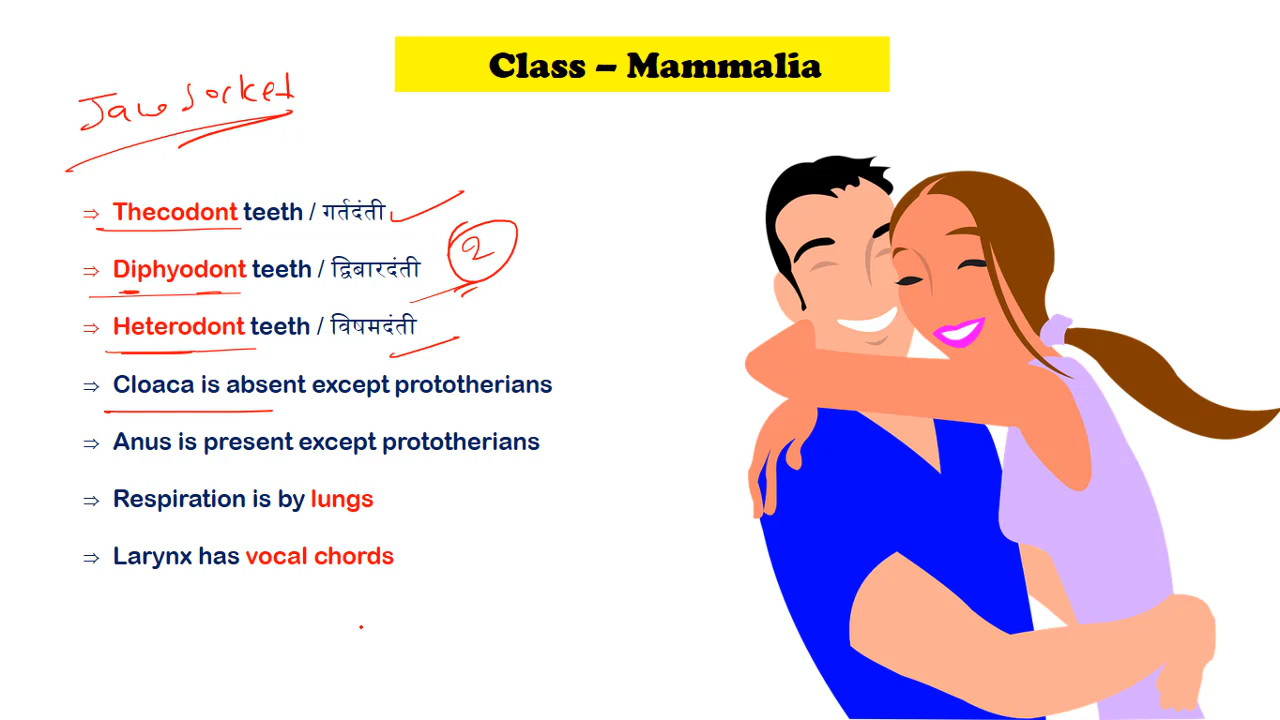 Class – Mammalia
Jaw socket
⇒ Thecodont teeth / गर्तदंती
2
⇒ Diphyodont teeth / द्विबारदंती
⇒ Heterodont teeth / विषमदंती
⇒ Cloaca is absent except prototherians
⇒ Anus is present except prototherians
⇒ Respiration is by lungs
⇒ Larynx has vocal chords